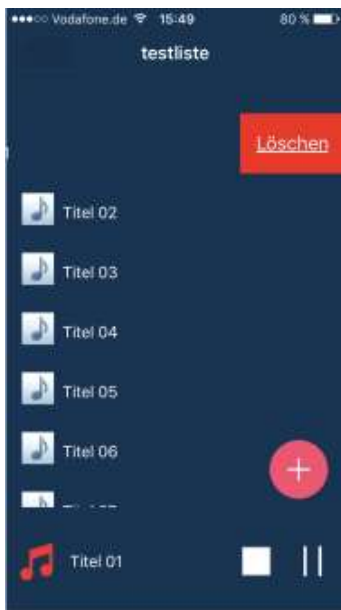 Vodafone.de 15:49 80 %
testliste
Löschen
Titel 02
Titel 03
Titel 04
Titel 05
Titel 06
Titel 01